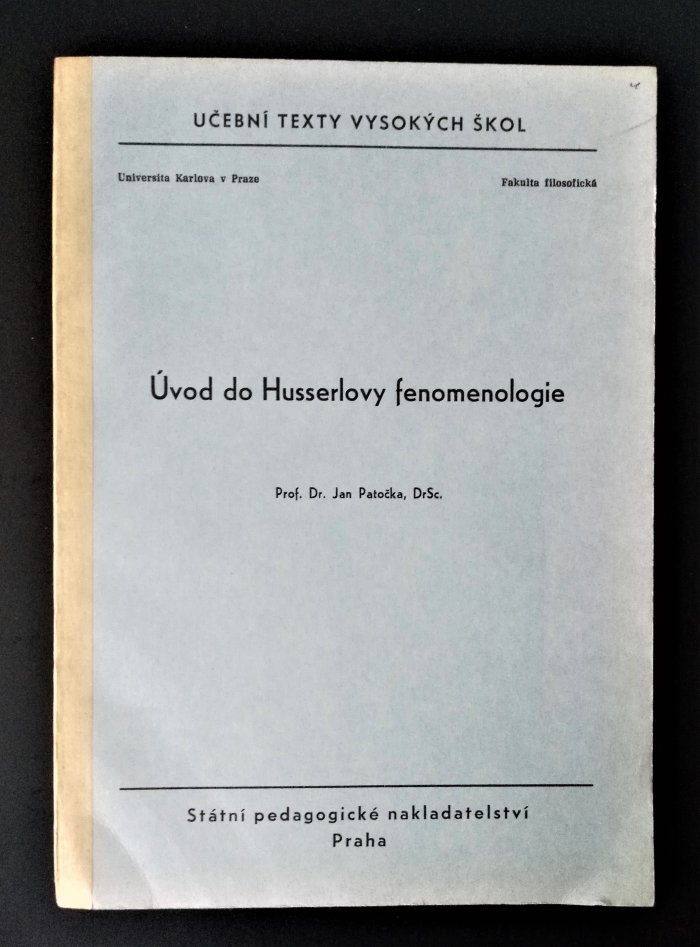 UČEBNÍ TEXTY VYSOKÝCH ŠKOL
Universita Karlova v Praze
Fakulta filosofická
Úvod do Husserlovy fenomenologie
Prof. Dr. Jan Patočka, DrSc.
Státní pedagogické nakladatelství
Praha